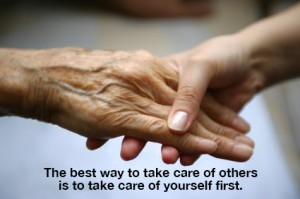 The best way to take care of others
is to take care of yourself first.